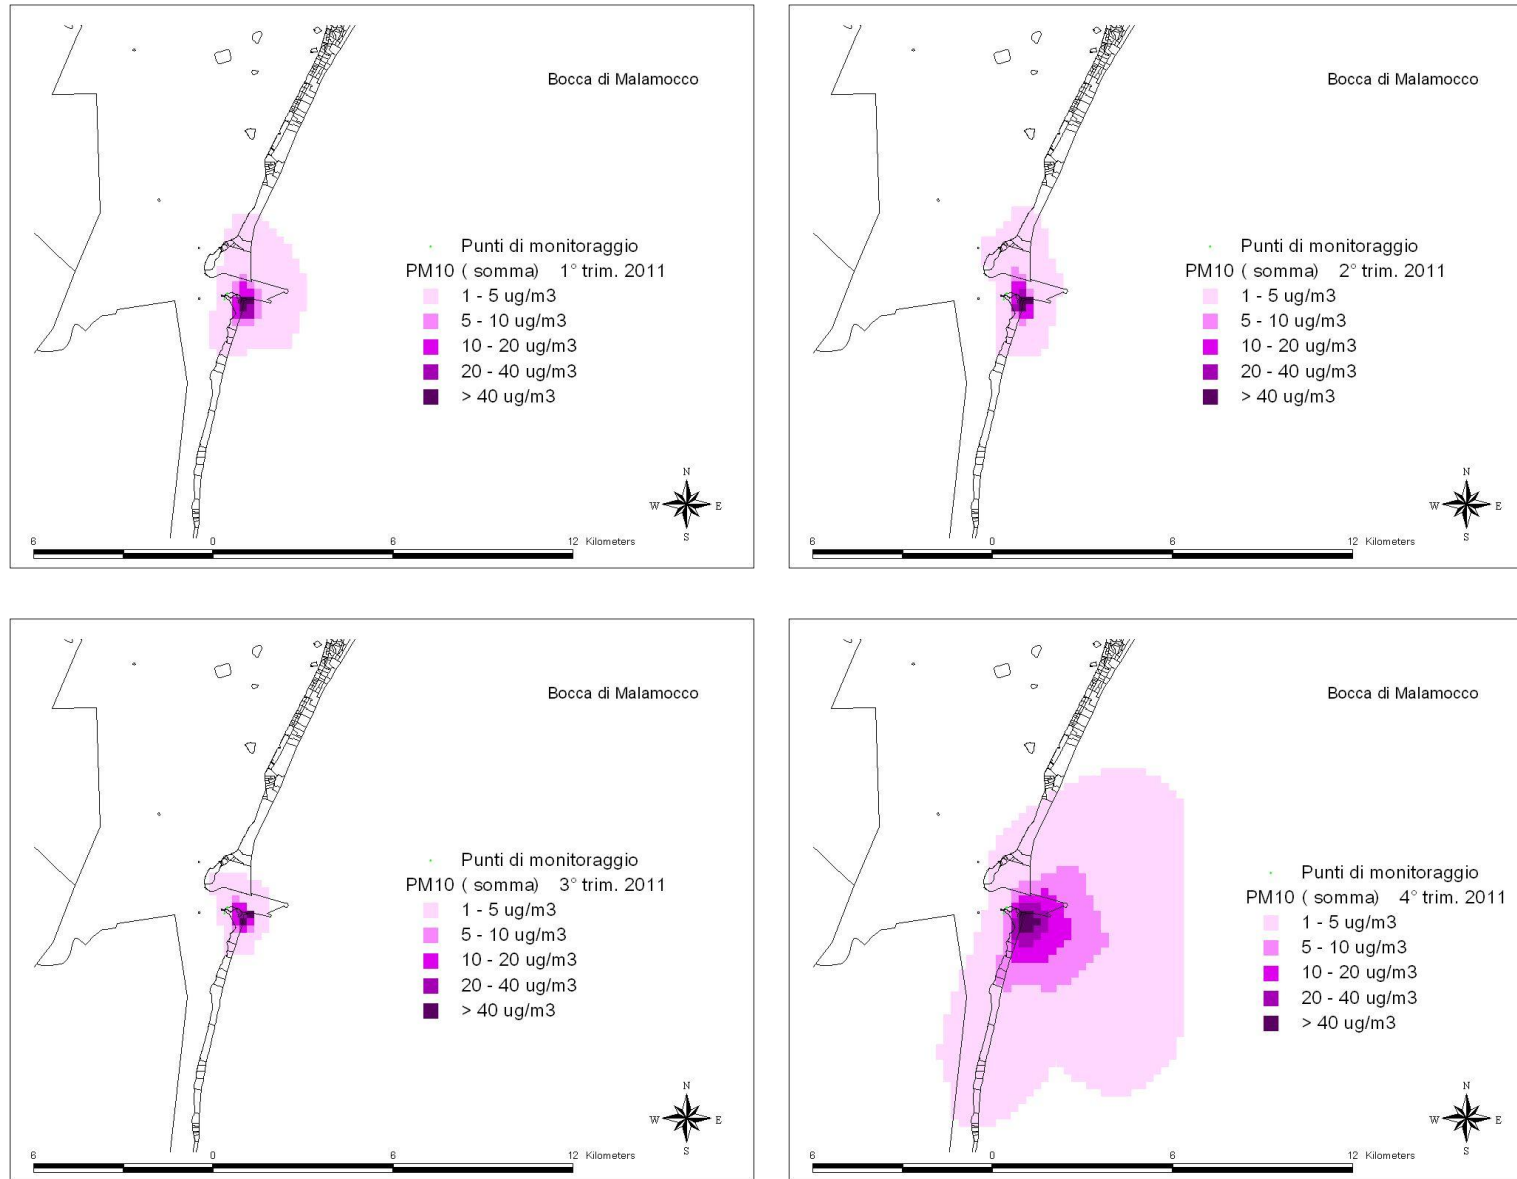 Bocca di Malamocco
Punti di monitoraggio
PM10 ( somma) 1° trim. 2011
1 - 5 ug/m3
5 - 10 ug/m3
10 - 20 ug/m3
20 - 40 ug/m3
> 40 ug/m3
N
W E
S
6 0 6 12 Kilometers
Bocca di Malamocco
Punti di monitoraggio
PM10 ( somma) 2° trim. 2011
1 - 5 ug/m3
5 - 10 ug/m3
10 - 20 ug/m3
20 - 40 ug/m3
> 40 ug/m3
N
W E
S
6 0 6 12 Kilometers
Bocca di Malamocco
Punti di monitoraggio
PM10 ( somma) 3° trim. 2011
1 - 5 ug/m3
5 - 10 ug/m3
10 - 20 ug/m3
20 - 40 ug/m3
> 40 ug/m3
N
W E
S
6 0 6 12 Kilometers
Bocca di Malamocco
Punti di monitoraggio
PM10 ( somma) 4° trim. 2011
1 - 5 ug/m3
5 - 10 ug/m3
10 - 20 ug/m3
20 - 40 ug/m3
> 40 ug/m3
N
W E
S
6 0 6 12 Kilometers